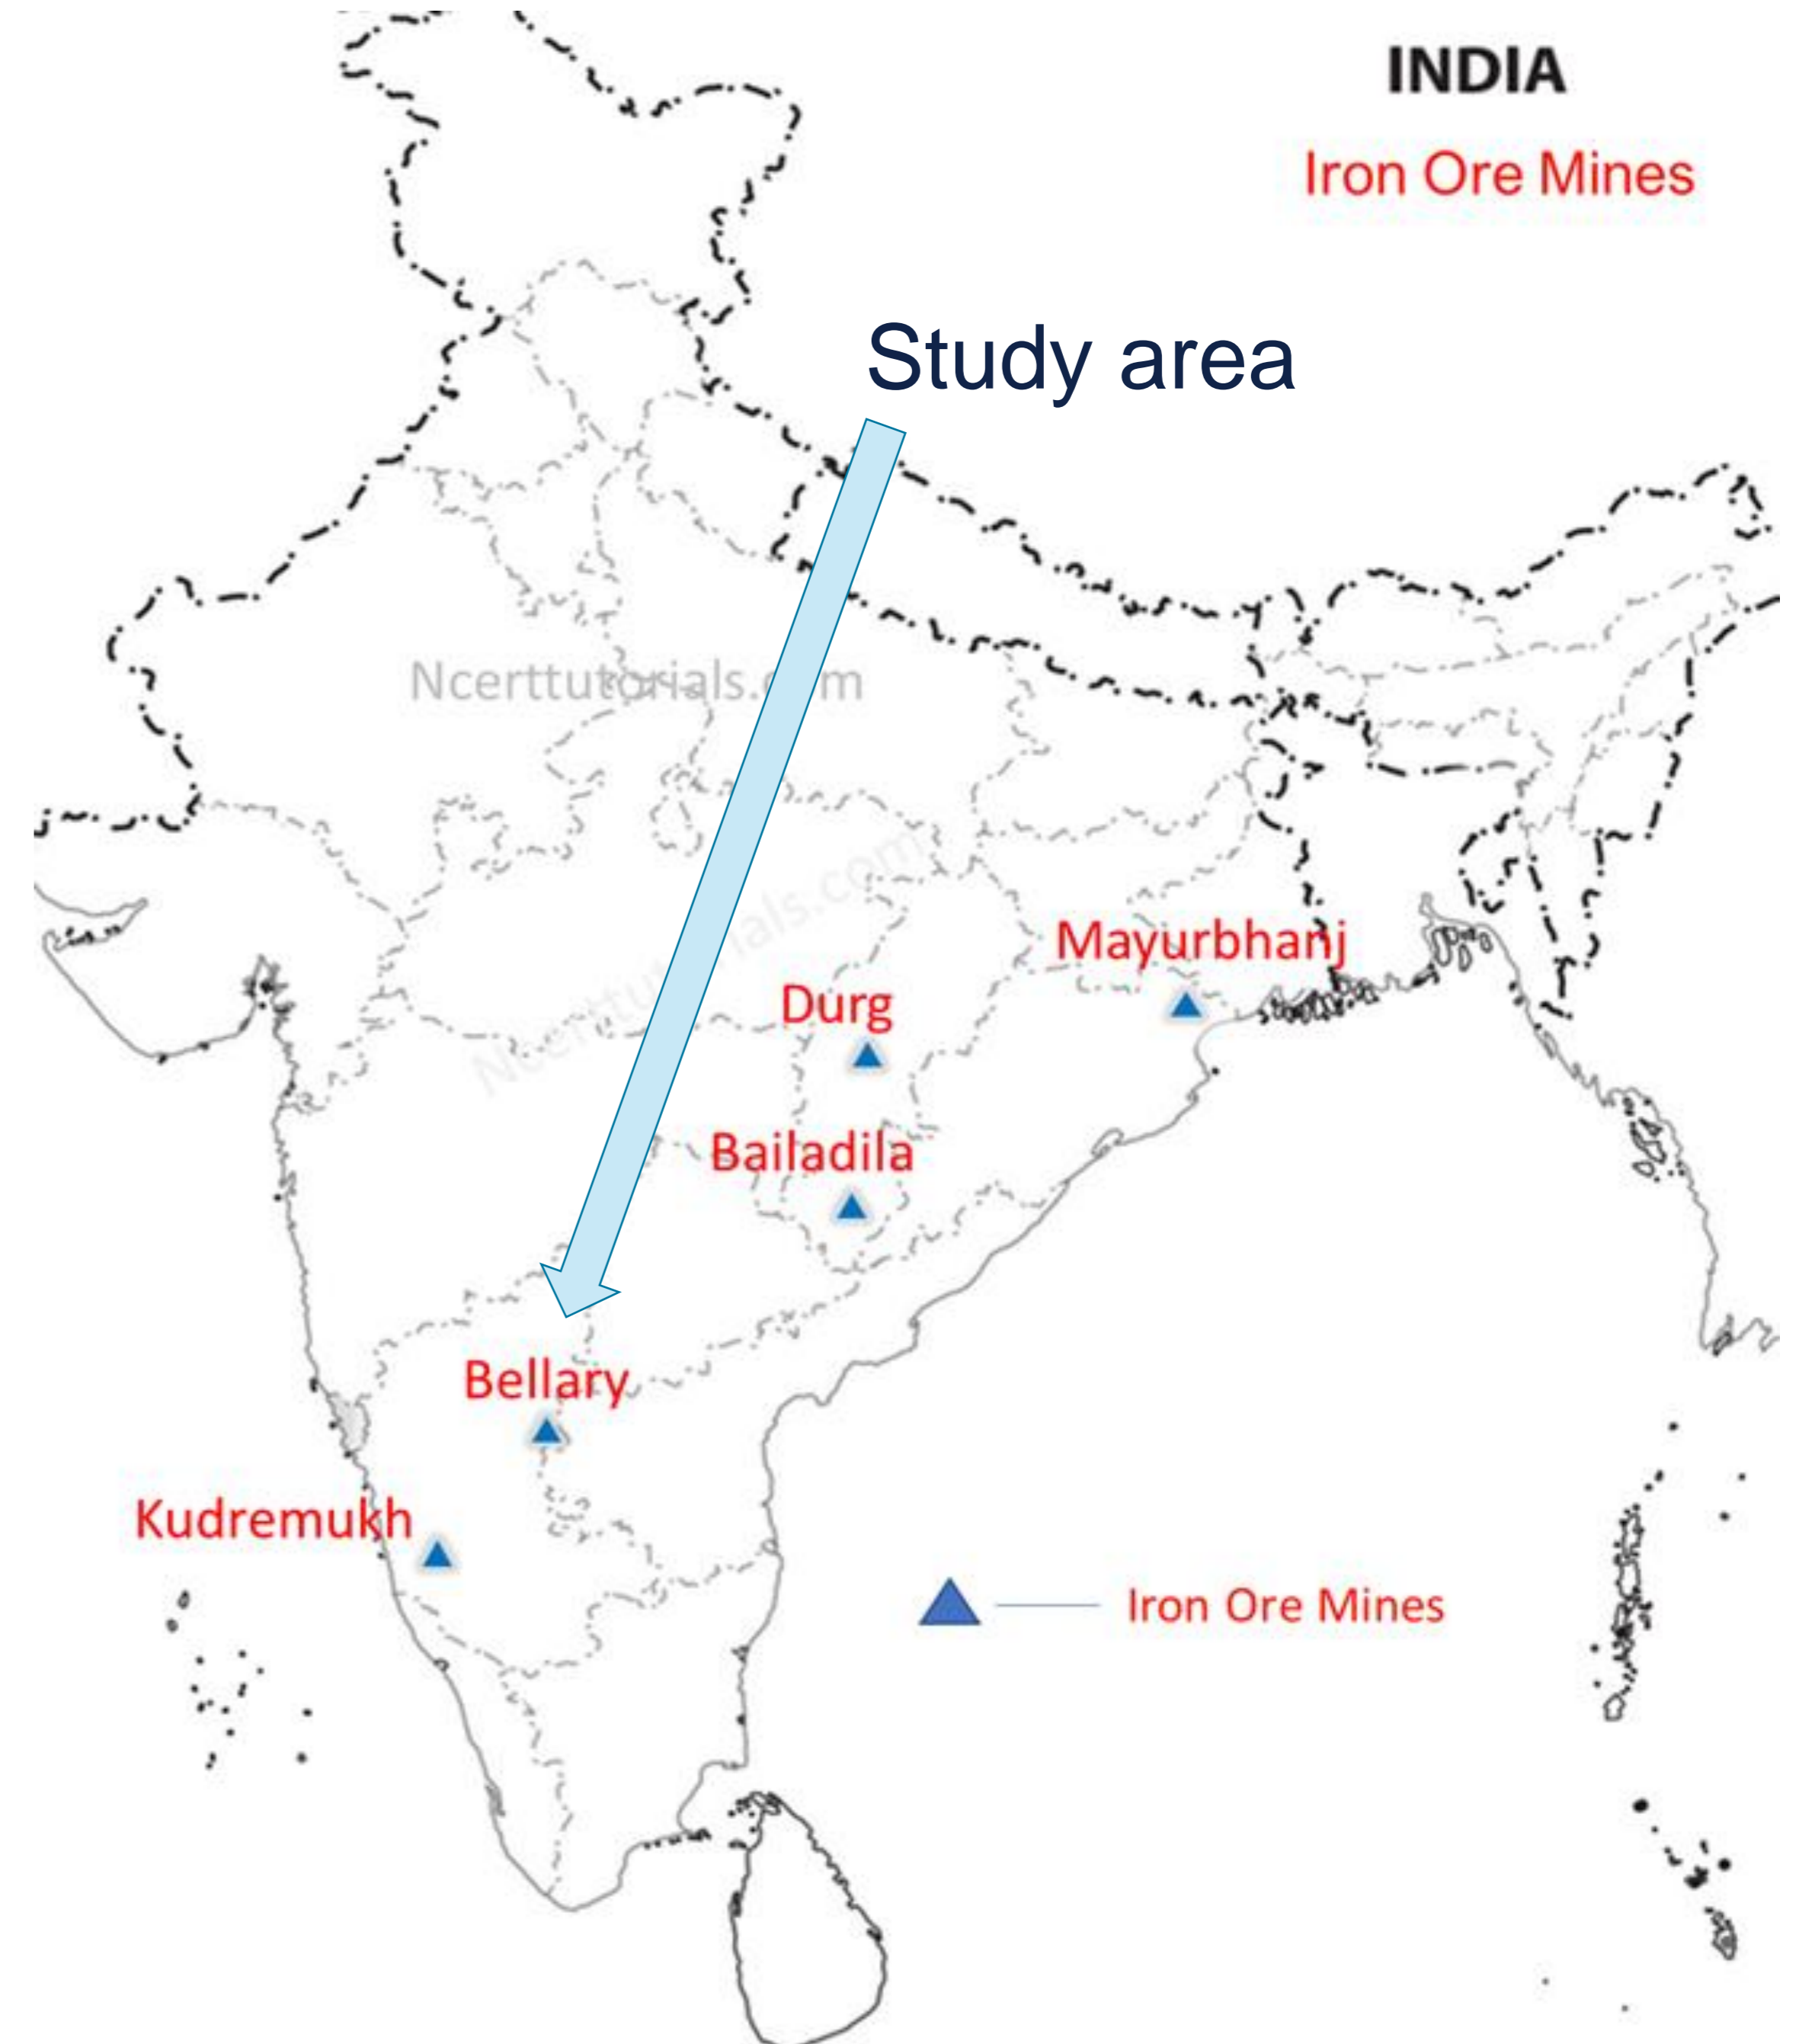 INDIA
Iron Ore Mines
Study area
Ncerttutorials.com
Mayurbhanj
Durg
Bailadila
Bellary
Kudremukh
Iron Ore Mines